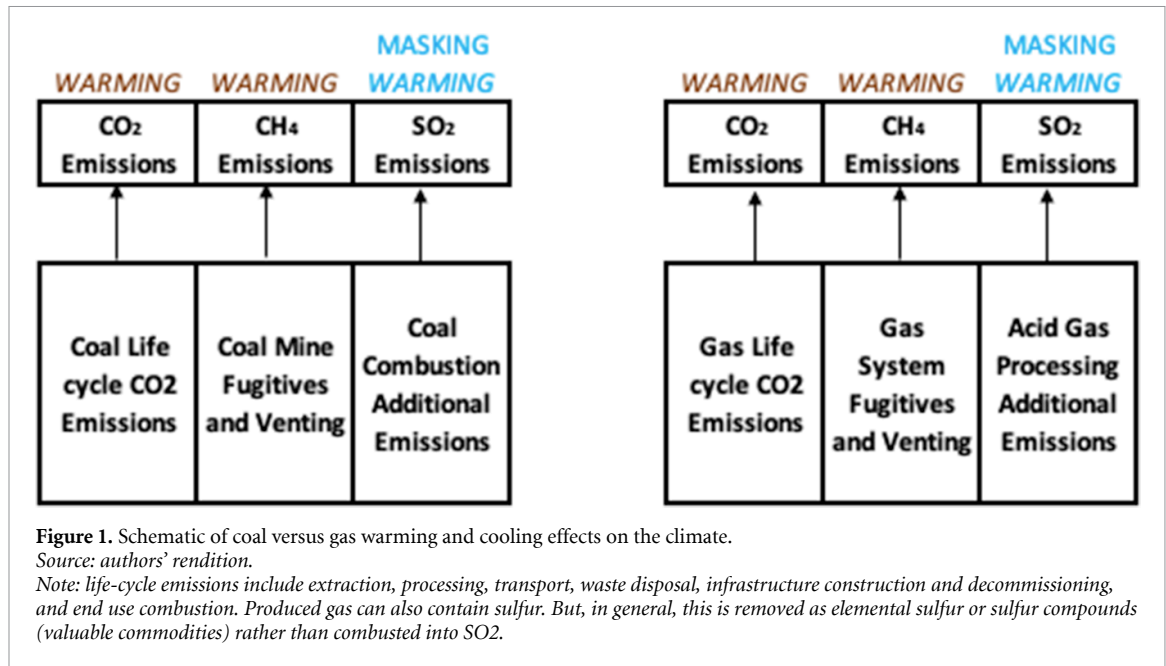 MASKING
WARMING WARMING WARMING
CO₂ CH₄ SO₂
Emissions Emissions Emissions
Coal Life cycle CO2 Emissions
Coal Mine Fugitives and Venting
Coal Combustion Additional Emissions
MASKING
WARMING WARMING WARMING
CO₂ CH₄ SO₂
Emissions Emissions Emissions
Gas Life cycle CO2 Emissions
Gas System Fugitives and Venting
Acid Gas Processing Additional Emissions
Figure 1. Schematic of coal versus gas warming and cooling effects on the climate.
Source: authors’ rendition.
Note: life-cycle emissions include extraction, processing, transport, waste disposal, infrastructure construction and decommissioning,
and end use combustion. Produced gas can also contain sulfur. But, in general, this is removed as elemental sulfur or sulfur compounds
(valuable commodities) rather than combusted into SO2.